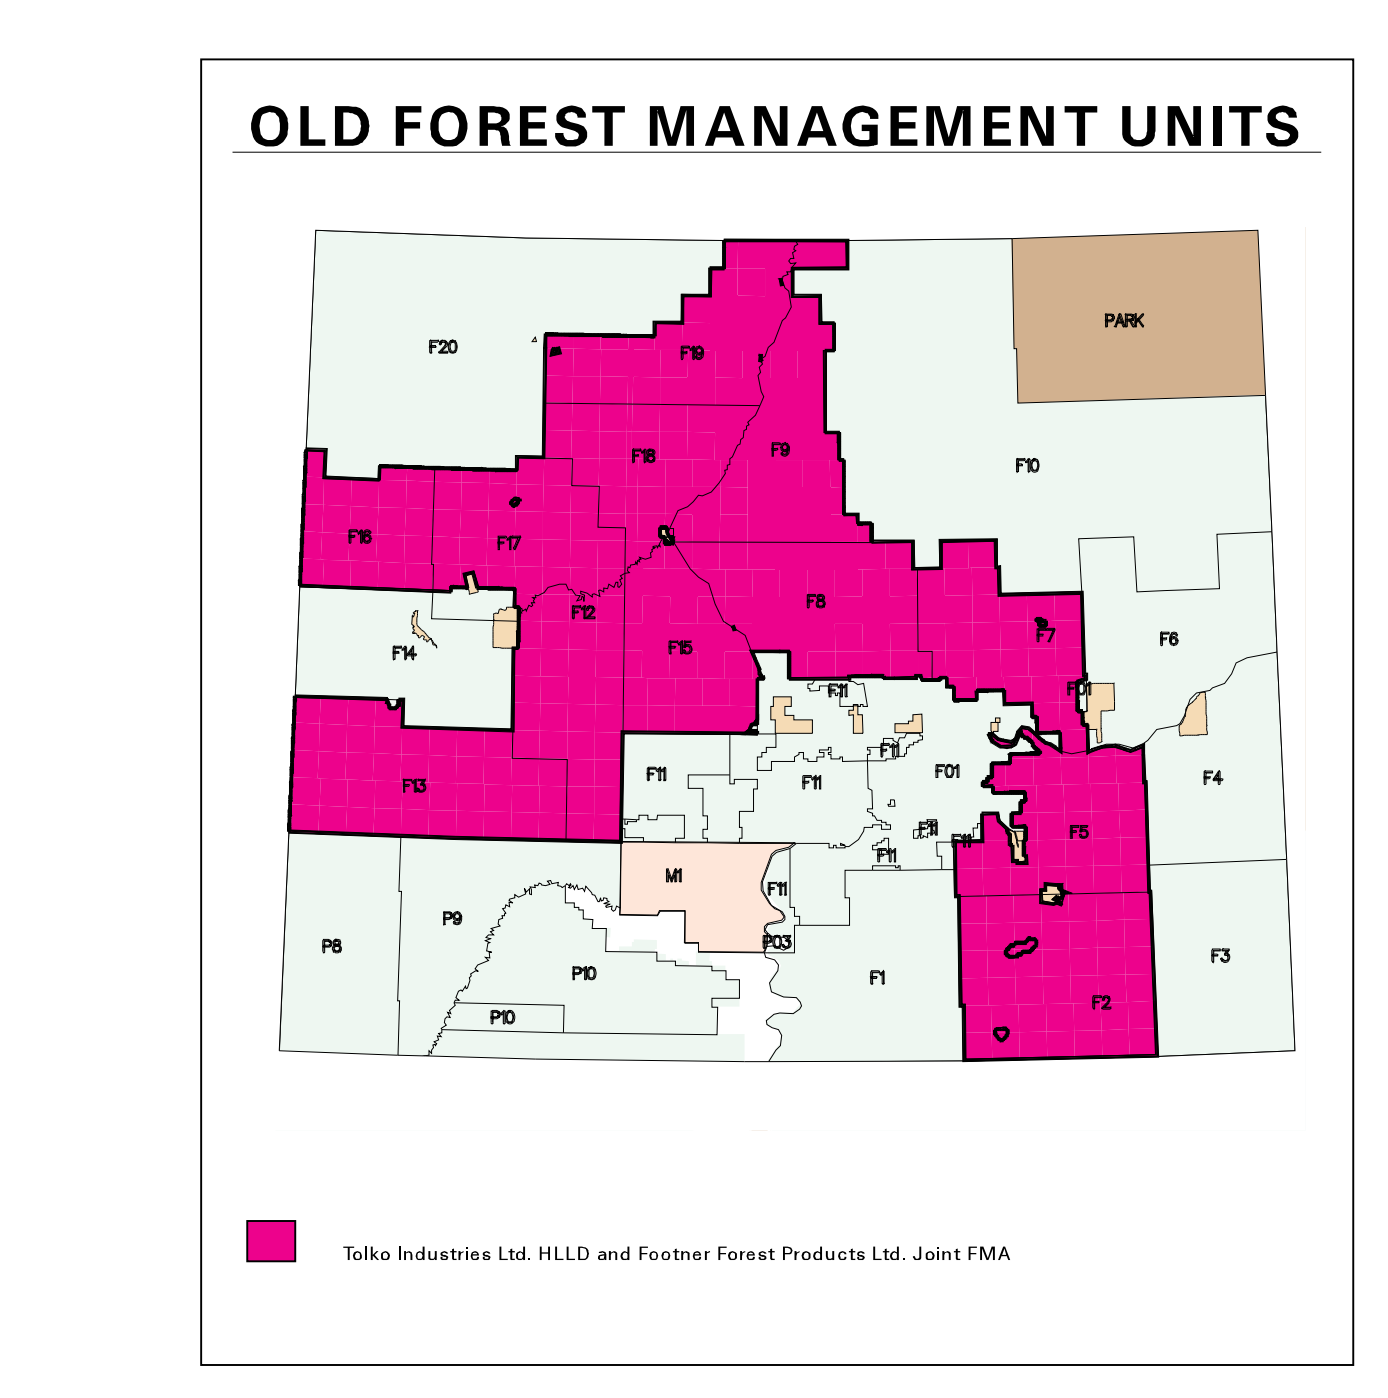 OLD FOREST MANAGEMENT UNITS
PARK
F20
F19
F18
F9
F10
F16
F17
F8
F12
F7
F6
F15
F14
F11
F01
F11
F01
F11
F11
F4
F13
F11
F11
F5
F11
M1
F11
P9
P03
P8
F3
P10
F1
F2
P10
Tolko Industries Ltd. HLLD and Footner Forest Products Ltd. Joint FMA